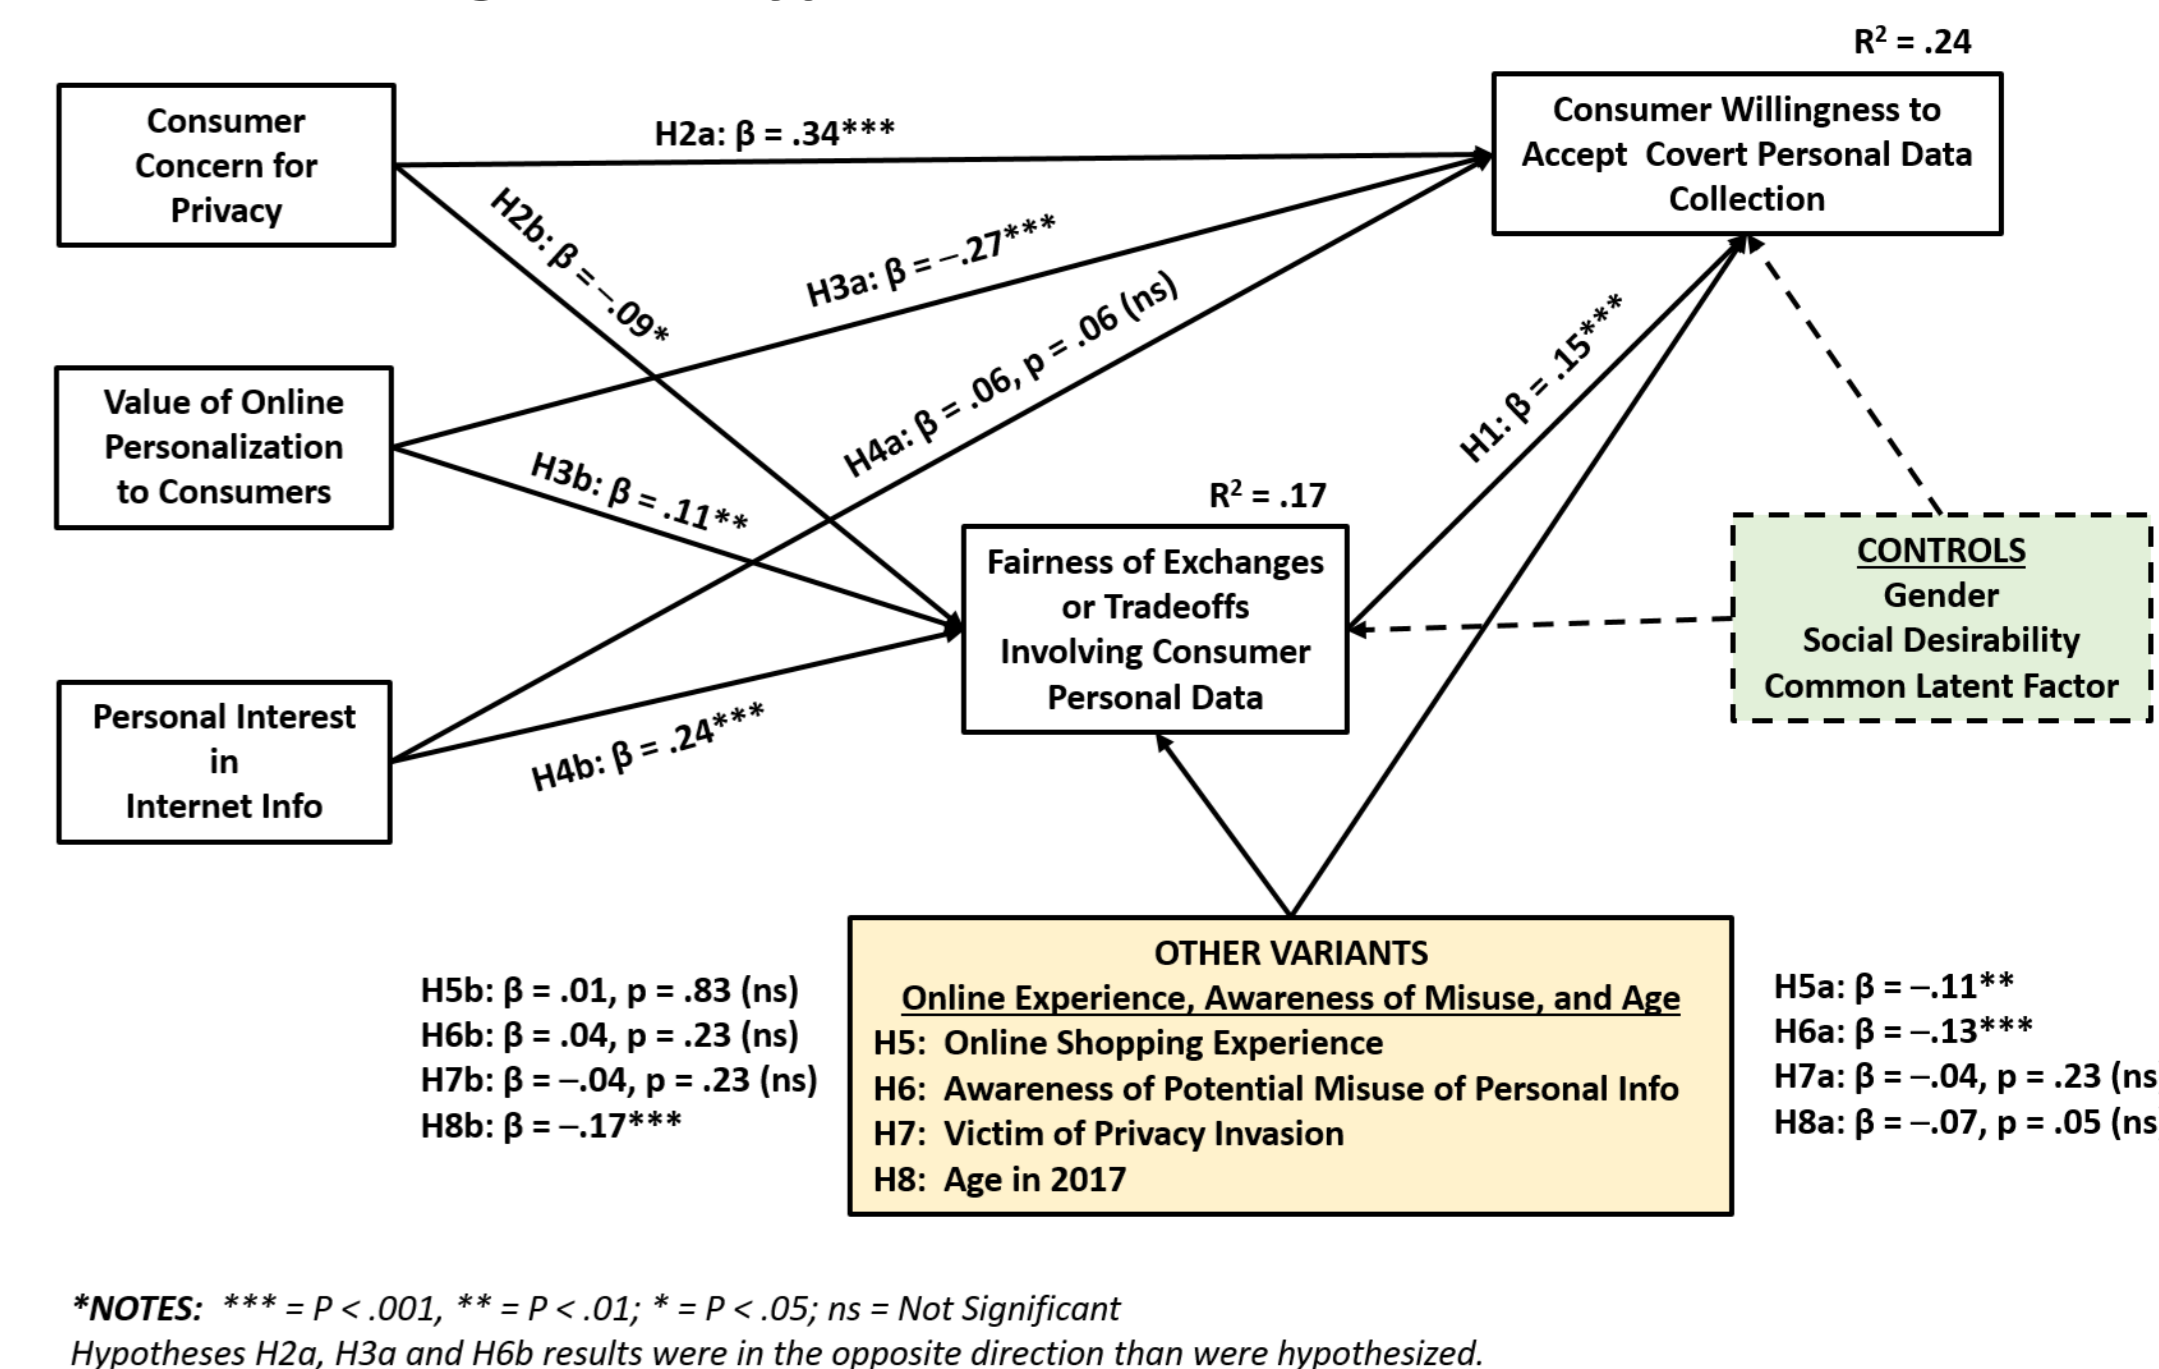 R² = .24
Consumer
Concern for
Privacy
H2a: β = .34***
Consumer Willingness to
Accept Covert Personal Data
Collection
H2b: β = –.09*
H3a: β = –.27***
H4a: β = .06, p = .06 (ns)
H1: β = .15***
Value of Online
Personalization
to Consumers
H3b: β = .11**
R² = .17
Fairness of Exchanges
or Tradeoffs
Involving Consumer
Personal Data
CONTROLS
Gender
Social Desirability
Common Latent Factor
Personal Interest
in
Internet Info
H4b: β = .24***
H5b: β = .01, p = .83 (ns)
H6b: β = .04, p = .23 (ns)
H7b: β = –.04, p = .23 (ns)
H8b: β = –.17***
OTHER VARIANTS
Online Experience, Awareness of Misuse, and Age
H5: Online Shopping Experience
H6: Awareness of Potential Misuse of Personal Info
H7: Victim of Privacy Invasion
H8: Age in 2017
H5a: β = –.11**
H6a: β = –.13***
H7a: β = –.04, p = .23 (ns
H8a: β = –.07, p = .05 (ns
*NOTES: *** = P < .001, ** = P < .01; * = P < .05; ns = Not Significant
Hypotheses H2a, H3a and H6b results were in the opposite direction than were hypothesized.